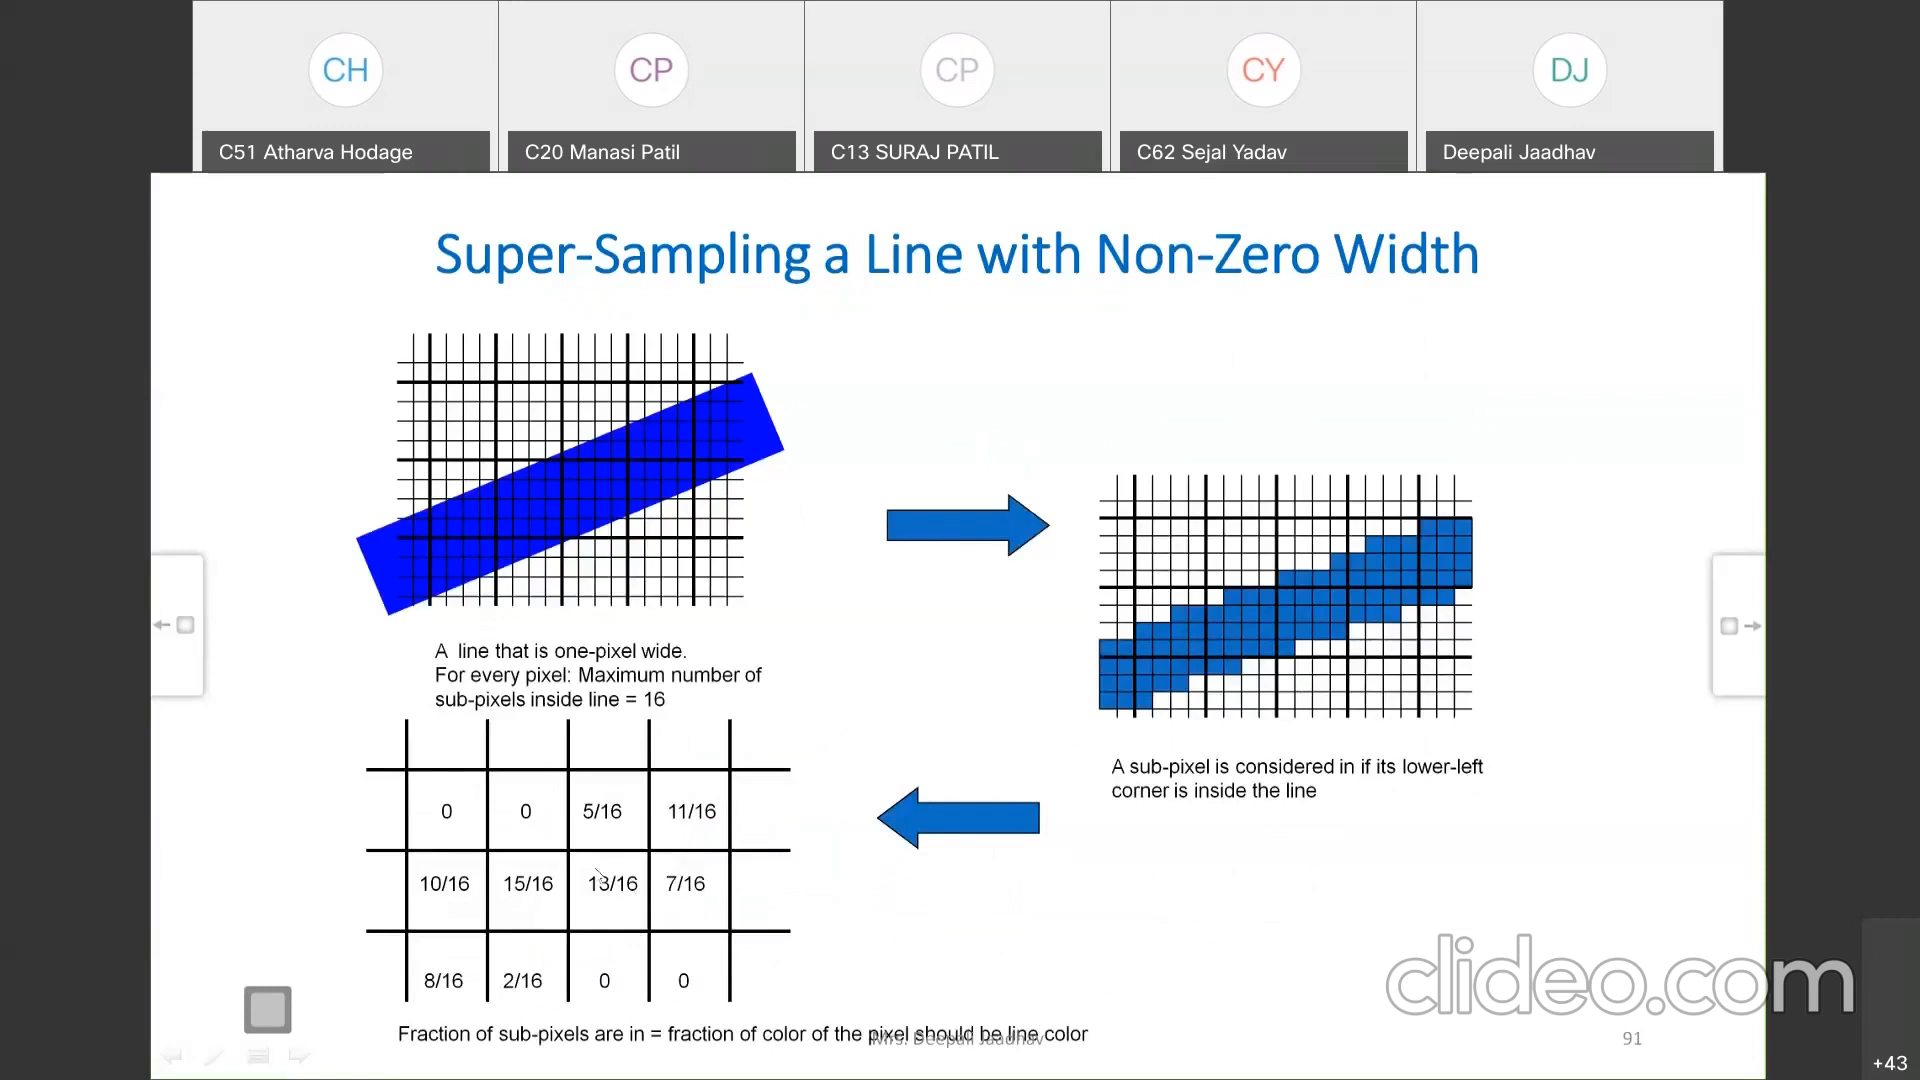 CH
CP
CP
CY
DJ
C51 Atharva Hodage
C20 Manasi Patil
C13 SURAJ PATIL
C62 Sejal Yadav
Deepali Jaadhav
Super-Sampling a Line with Non-Zero Width
A line that is one-pixel wide.
For every pixel: Maximum number of
sub-pixels inside line = 16
A sub-pixel is considered in if its lower-left
corner is inside the line
0 0 5/16 11/16
10/16 15/16 13/16 7/16
8/16 2/16 0 0
Fraction of sub-pixels are in = fraction of color of the pixel should be line color
Mrs. Deepali Jaadhav
91
clideo.com
+43